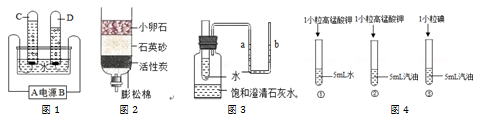 C
D
水
A电源B
图 1
小卵石
石英砂
活性炭
膨松棉
图 2
a
b
水
饱和澄清石灰水
图 3
1小粒高锰酸钾
1小粒高锰酸钾
1小粒碘
5mL水
5mL汽油
5mL汽油
①
②
③
图 4